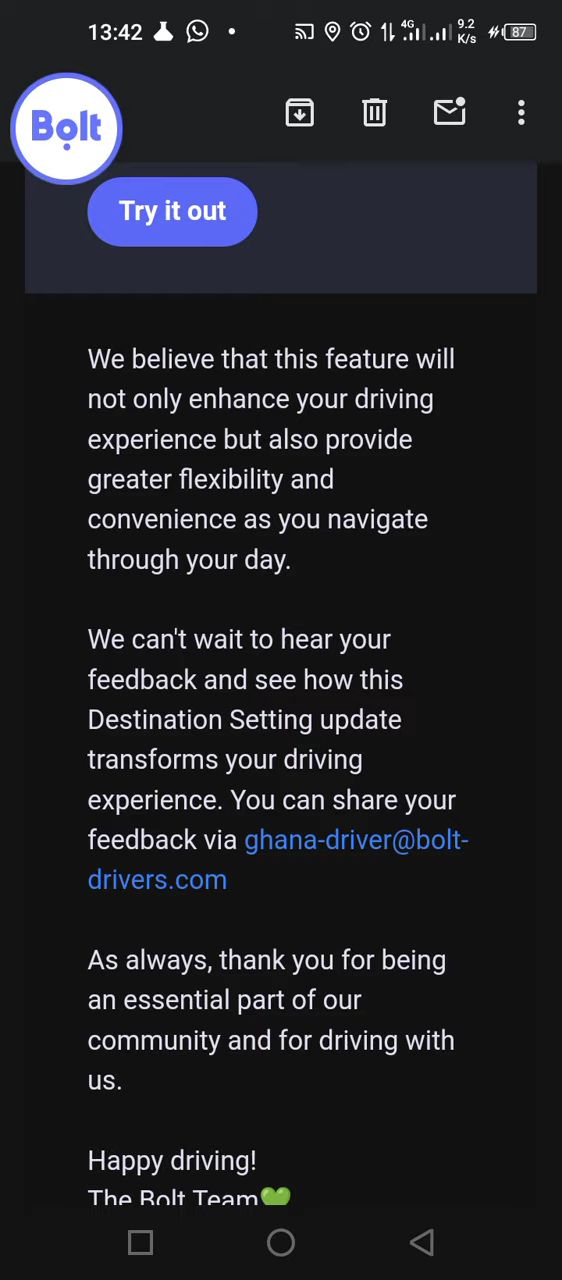 13:42
4G
9.2
K/s
87
Bolt
Try it out
We believe that this feature will
not only enhance your driving
experience but also provide
greater flexibility and
convenience as you navigate
through your day.
We can't wait to hear your
feedback and see how this
Destination Setting update
transforms your driving
experience. You can share your
feedback via ghana-driver@bolt-
drivers.com
As always, thank you for being
an essential part of our
community and for driving with
us.
Happy driving!
The Bolt Team💚